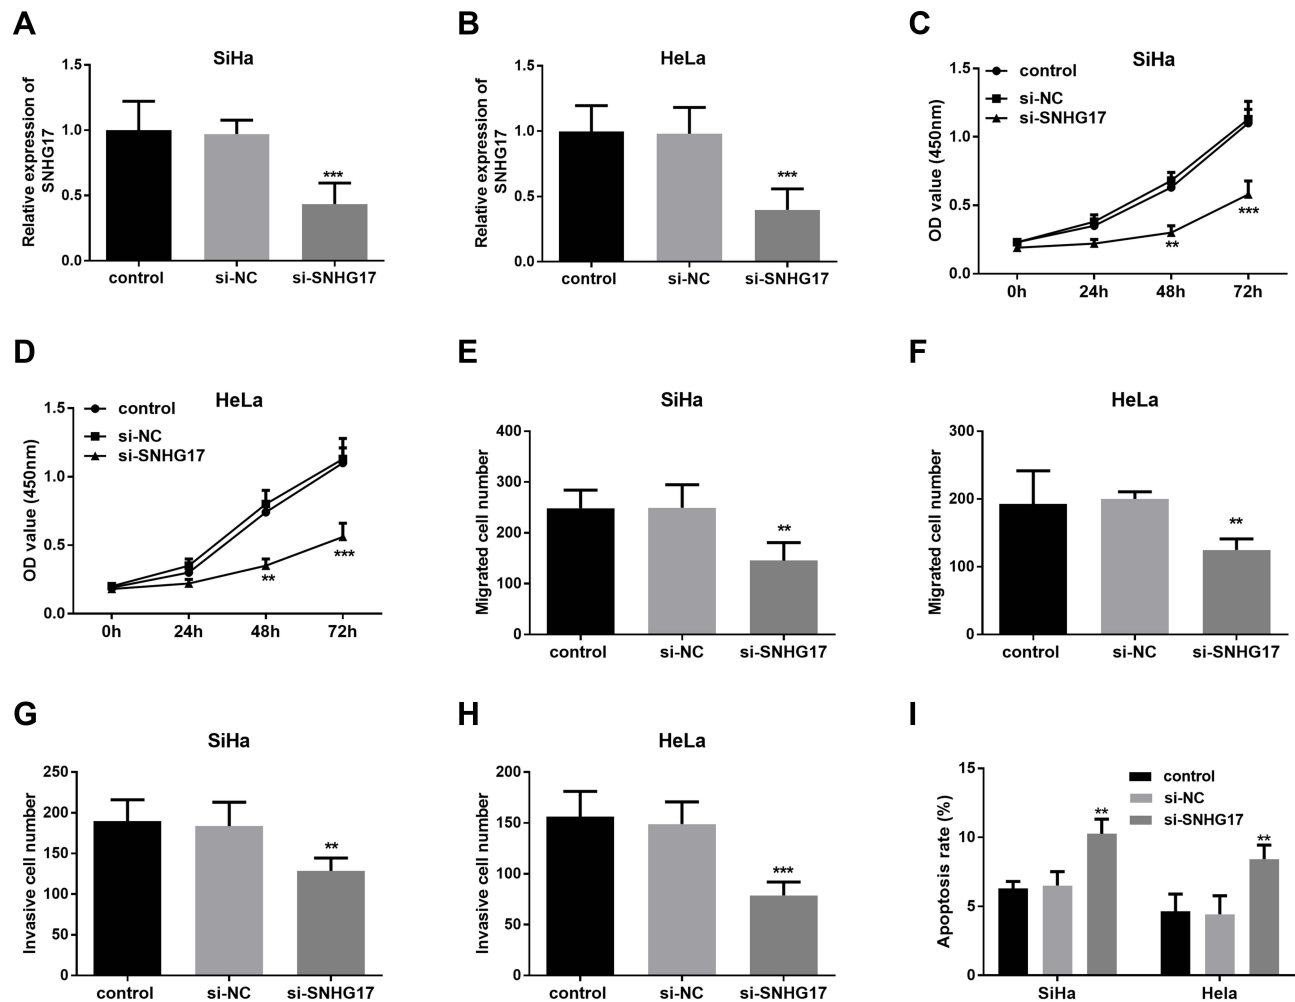 A
SiHa
Relative expression of
SNHG17
1.5
1.0
0.5
0.0
***
control si-NC si-SNHG17
B
HeLa
Relative expression of
SNHG17
1.5
1.0
0.5
0.0
***
control si-NC si-SNHG17
C
SiHa
OD value (450nm)
1.5
1.0
0.5
0.0
control
si-NC
si-SNHG17
**
***
0h 24h 48h 72h
D
HeLa
OD value (450nm)
1.5
1.0
0.5
0.0
control
si-NC
si-SNHG17
**
***
0h 24h 48h 72h
E
SiHa
Migrated cell number
400
300
200
100
0
**
control si-NC si-SNHG17
F
HeLa
Migrated cell number
300
200
100
0
**
control si-NC si-SNHG17
G
SiHa
Invasive cell number
250
200
150
100
50
0
**
control si-NC si-SNHG17
H
HeLa
Invasive cell number
200
150
100
50
0
***
control si-NC si-SNHG17
I
Apoptosis rate (%)
15
10
5
0
control
si-NC
si-SNHG17
**
**
SiHa Hela